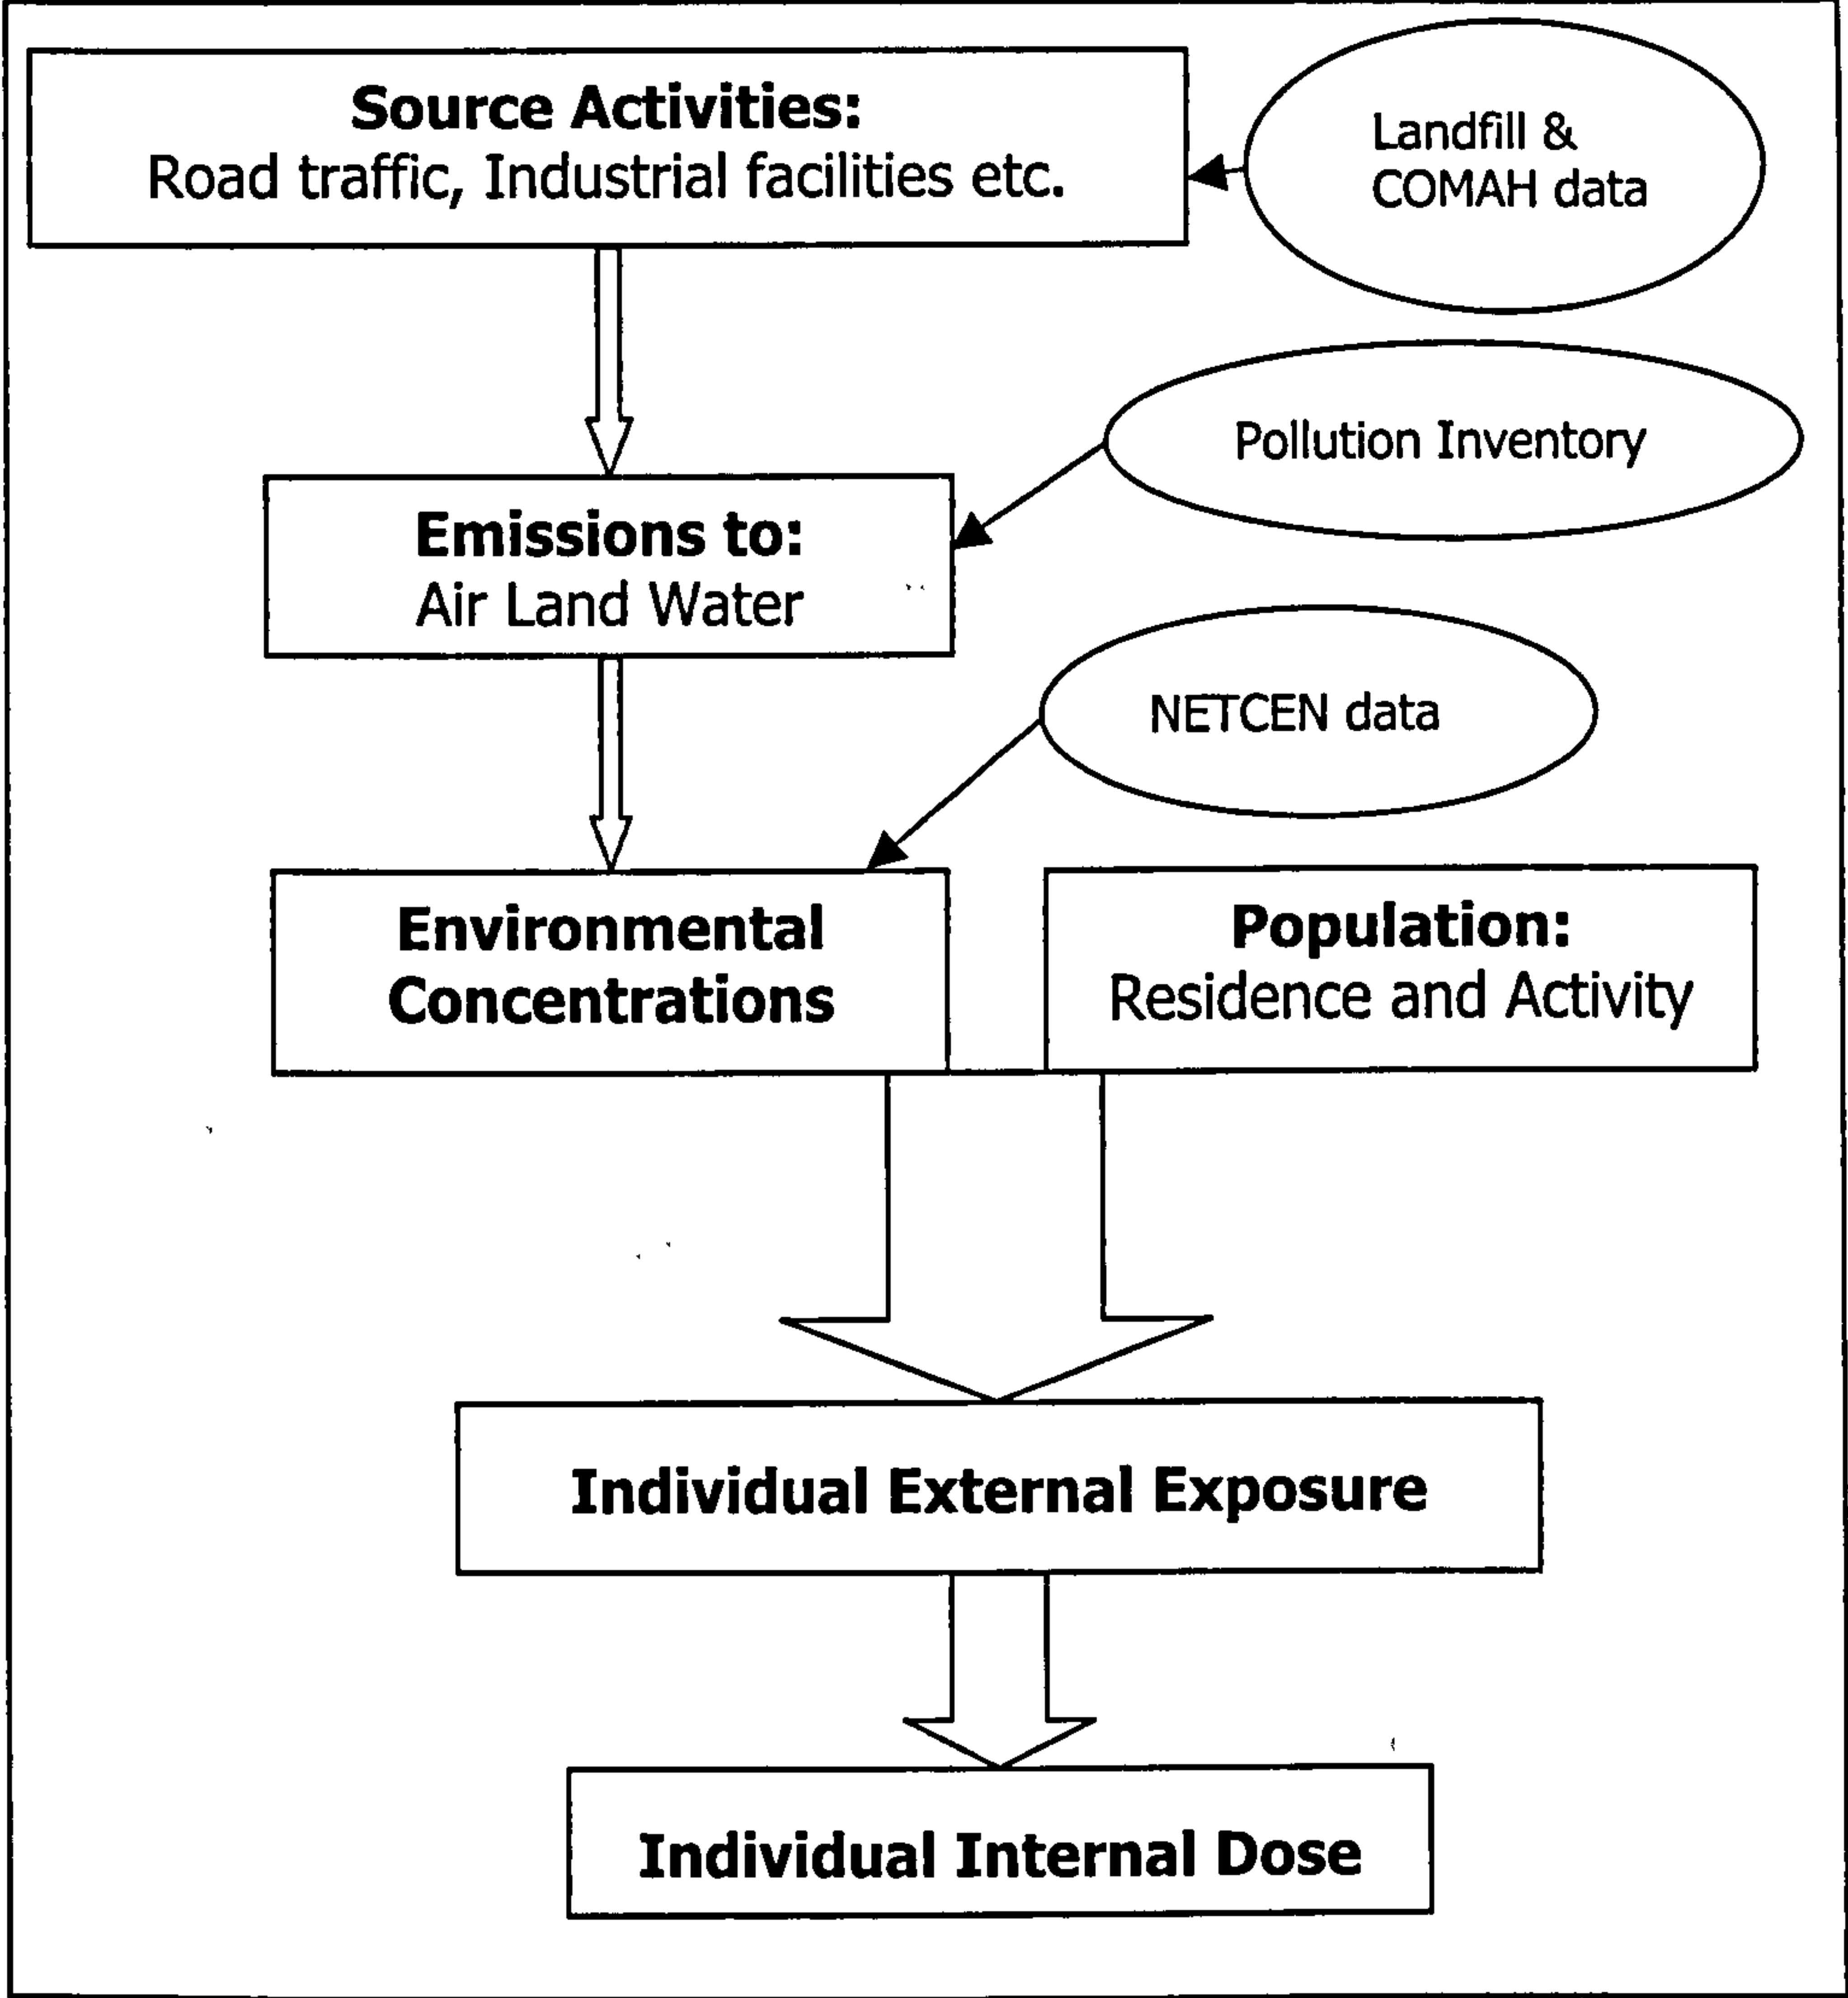 Source Activities:
Road traffic, Industrial facilities etc.
Landfill &
COMAH data
Pollution Inventory
Emissions to:
Air Land Water
NETCEN data
Environmental
Concentrations
Population:
Residence and Activity
Individual External Exposure
Individual Internal Dose